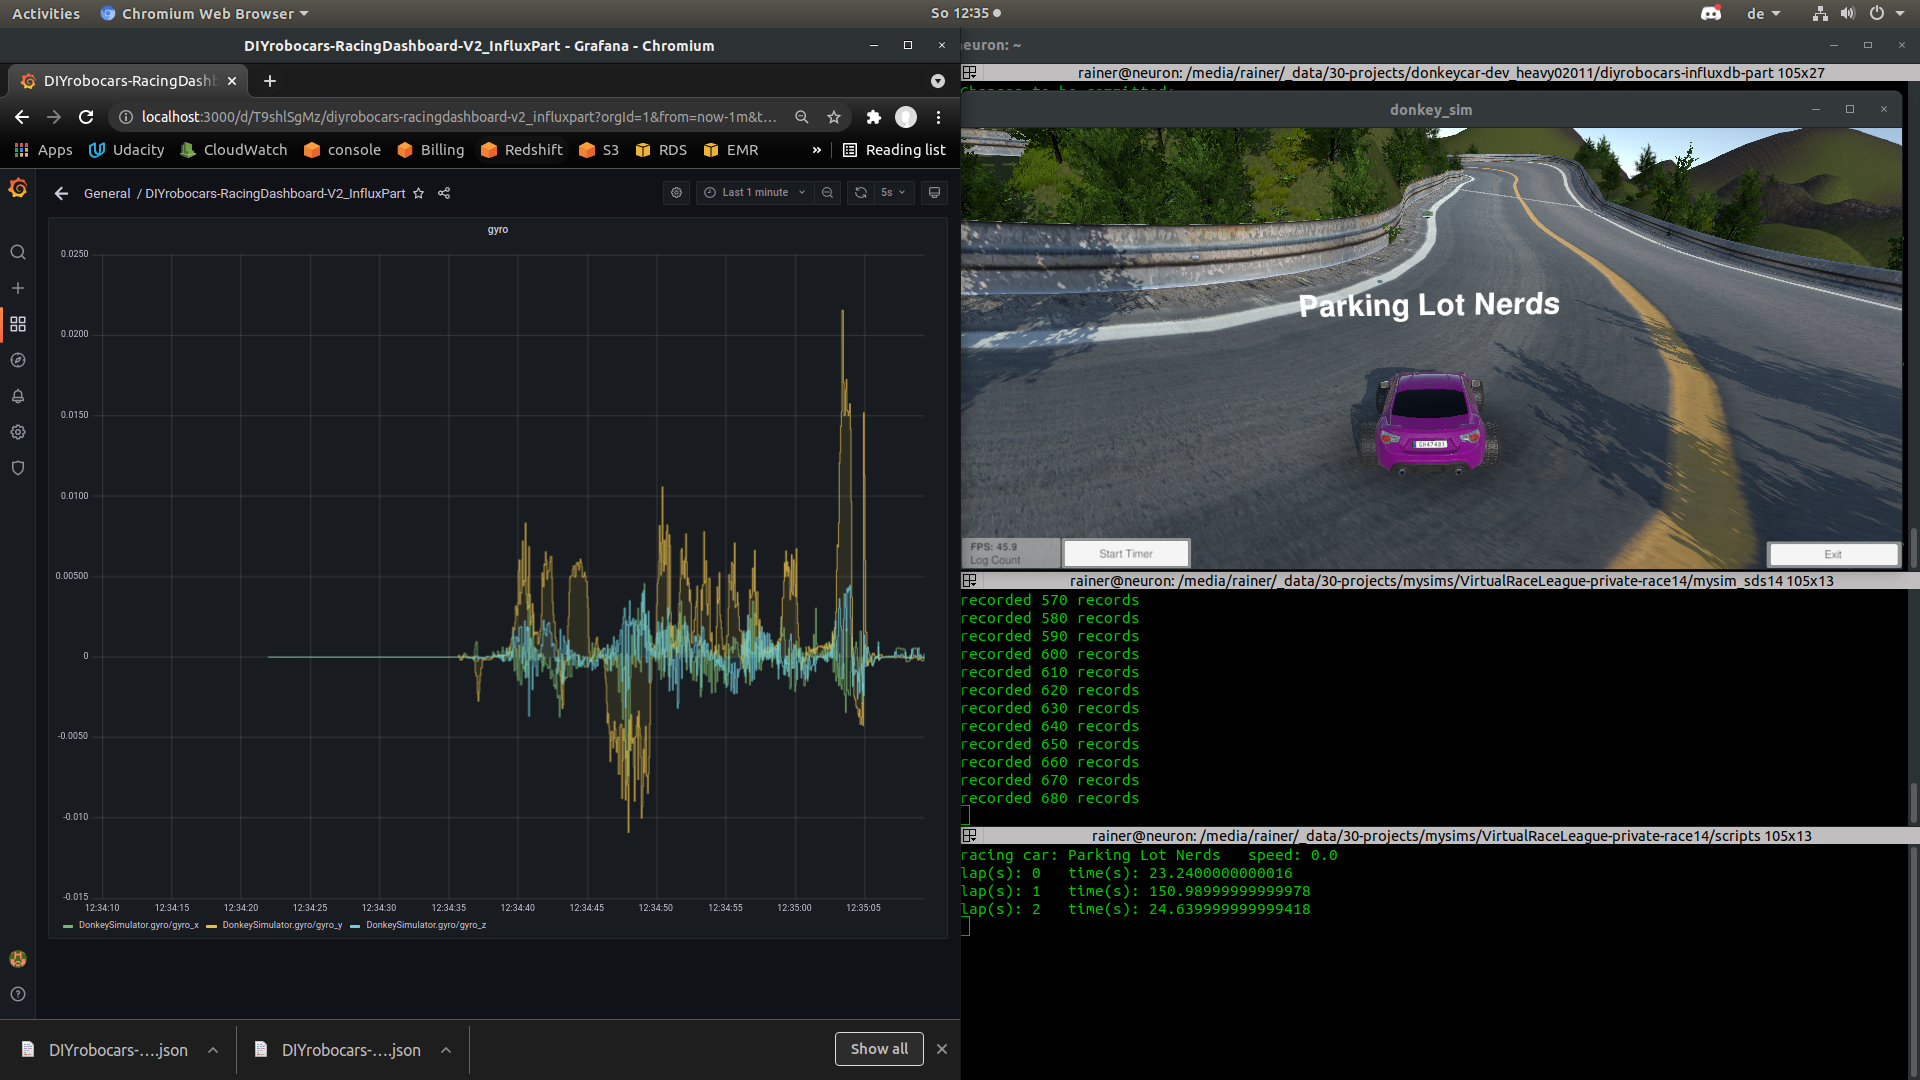 Activities Chromium Web Browser So 12:35 de
DIYrobocars-RacingDashboard-V2_InfluxPart - Grafana - Chromium
DIYrobocars-RacingDashb
localhost:3000/d/T9shlSgMz/diyrobocars-racingdashboard-v2_influxpart?orgId=1&from=now-1m&t…
Apps Udacity CloudWatch console Billing Redshift S3 RDS EMR » Reading list
General / DIYrobocars-RacingDashboard-V2_InfluxPart Last 1 minute 5s
gyro
0.0250
0.0200
0.0150
0.0100
0.00500
0
-0.0050
-0.010
-0.015
12:34:10 12:34:15 12:34:20 12:34:25 12:34:30 12:34:35 12:34:40 12:34:45 12:34:50 12:34:55 12:35:00 12:35:05
DonkeySimulator.gyro/gyro_x DonkeySimulator.gyro/gyro_y DonkeySimulator.gyro/gyro_z
DIYrobocars-....json DIYrobocars-....json Show all
neuron: ~
rainer@neuron: /media/rainer/_data/30-projects/donkeycar-dev_heavy02011/diyrobocars-influxdb-part 105x27
donkey_sim
Parking Lot Nerds
GH47401
FPS: 45.9
Log Count
Start Timer
Exit
rainer@neuron: /media/rainer/_data/30-projects/mysims/VirtualRaceLeague-private-race14/mysim_sds14 105x13
recorded 570 records
recorded 580 records
recorded 590 records
recorded 600 records
recorded 610 records
recorded 620 records
recorded 630 records
recorded 640 records
recorded 650 records
recorded 660 records
recorded 670 records
recorded 680 records
rainer@neuron: /media/rainer/_data/30-projects/mysims/VirtualRaceLeague-private-race14/scripts 105x13
racing car: Parking Lot Nerds speed: 0.0
lap(s): 0 time(s): 23.2400000000016
lap(s): 1 time(s): 150.98999999999978
lap(s): 2 time(s): 24.639999999999418